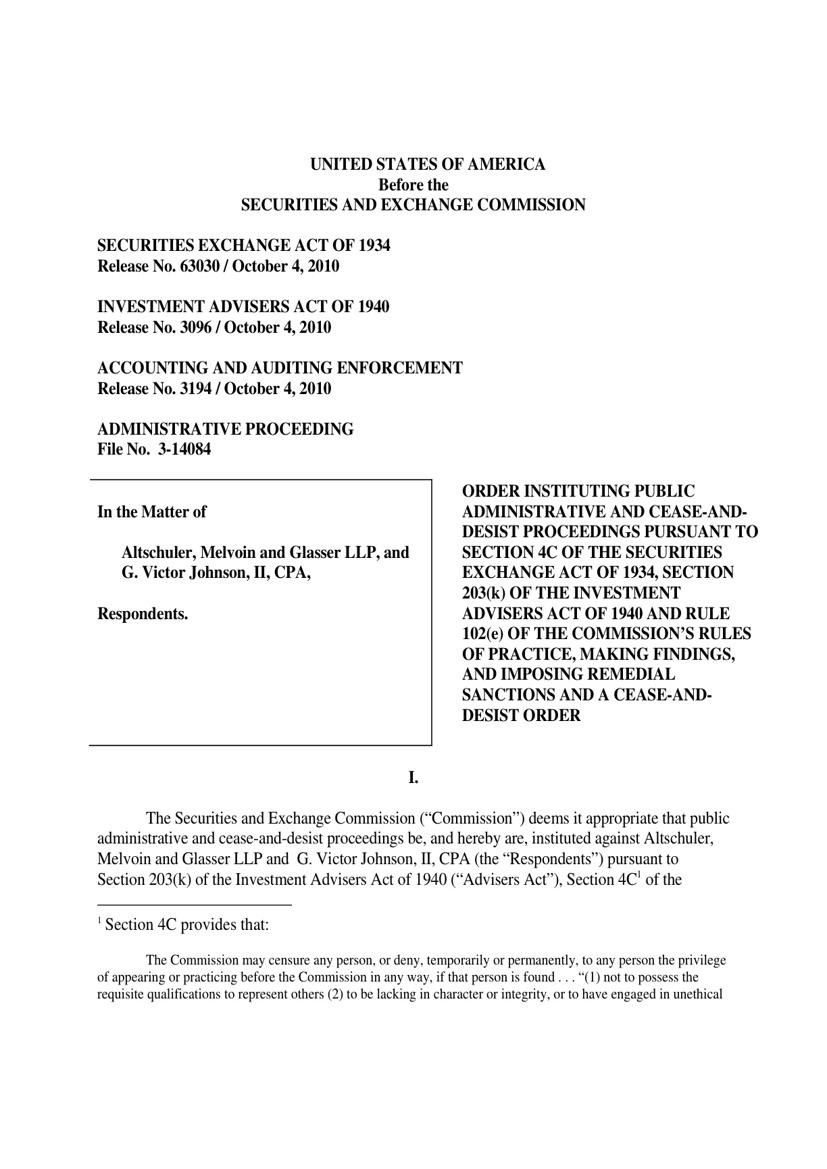 UNITED STATES OF AMERICA
Before the
SECURITIES AND EXCHANGE COMMISSION
SECURITIES EXCHANGE ACT OF 1934
Release No. 63030 / October 4, 2010
INVESTMENT ADVISERS ACT OF 1940
Release No. 3096 / October 4, 2010
ACCOUNTING AND AUDITING ENFORCEMENT
Release No. 3194 / October 4, 2010
ADMINISTRATIVE PROCEEDING
File No. 3-14084
In the Matter of
Altschuler, Melvoin and Glasser LLP, and
G. Victor Johnson, II, CPA,
Respondents.
ORDER INSTITUTING PUBLIC
ADMINISTRATIVE AND CEASE-AND-
DESIST PROCEEDINGS PURSUANT TO
SECTION 4C OF THE SECURITIES
EXCHANGE ACT OF 1934, SECTION
203(k) OF THE INVESTMENT
ADVISERS ACT OF 1940 AND RULE
102(e) OF THE COMMISSION’S RULES
OF PRACTICE, MAKING FINDINGS,
AND IMPOSING REMEDIAL
SANCTIONS AND A CEASE-AND-
DESIST ORDER
I.
The Securities and Exchange Commission (“Commission”) deems it appropriate that public
administrative and cease-and-desist proceedings be, and hereby are, instituted against Altschuler,
Melvoin and Glasser LLP and G. Victor Johnson, II, CPA (the “Respondents”) pursuant to
Section 203(k) of the Investment Advisers Act of 1940 (“Advisers Act”), Section 4C¹ of the
¹ Section 4C provides that:
The Commission may censure any person, or deny, temporarily or permanently, to any person the privilege
of appearing or practicing before the Commission in any way, if that person is found . . . “(1) not to possess the
requisite qualifications to represent others (2) to be lacking in character or integrity, or to have engaged in unethical